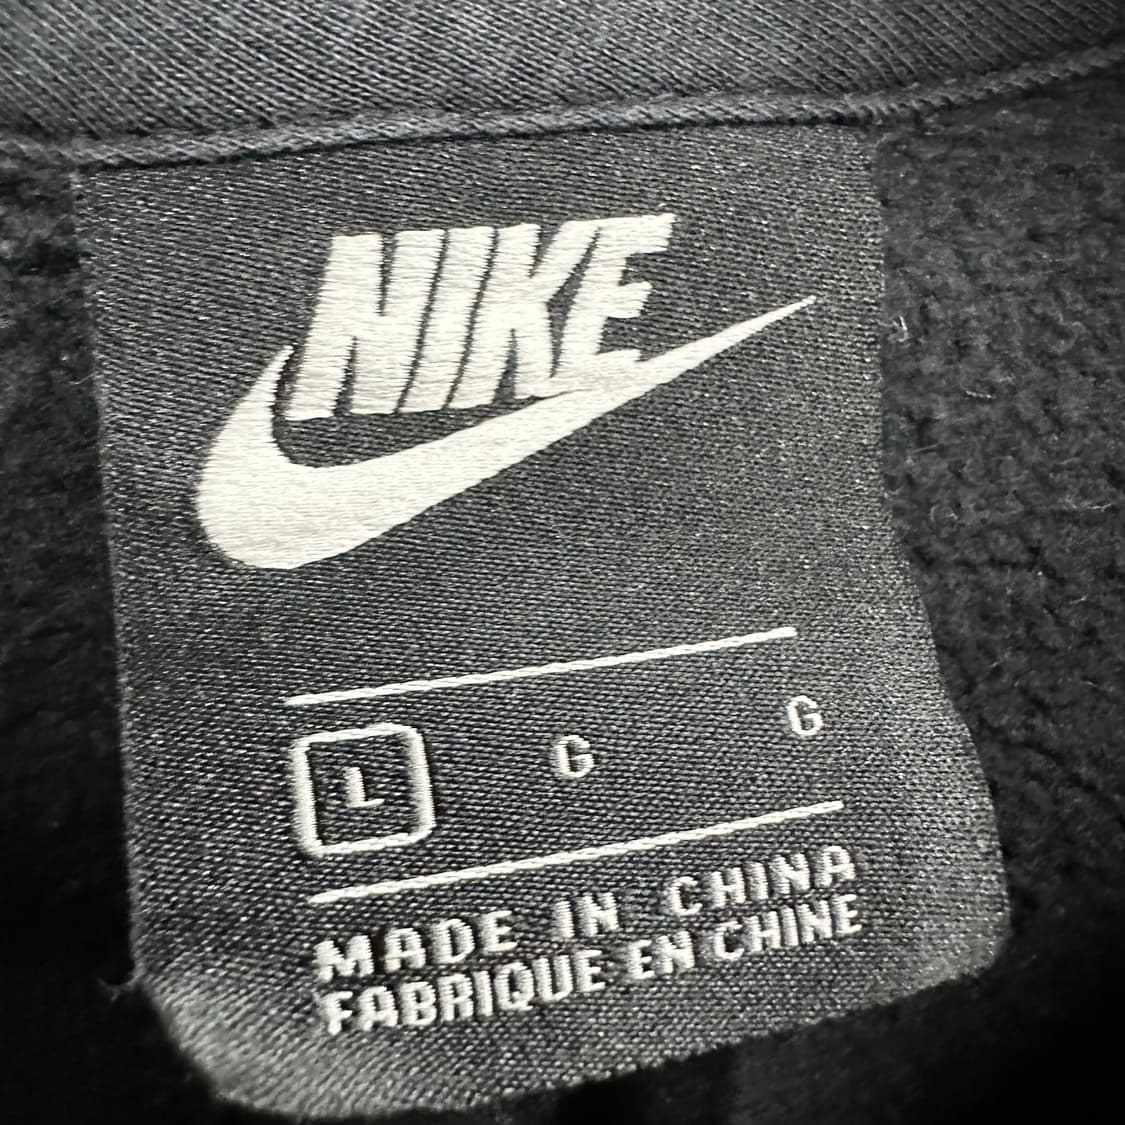 NIKE
L G G
MADE IN CHINA
FABRIQUE EN CHINE